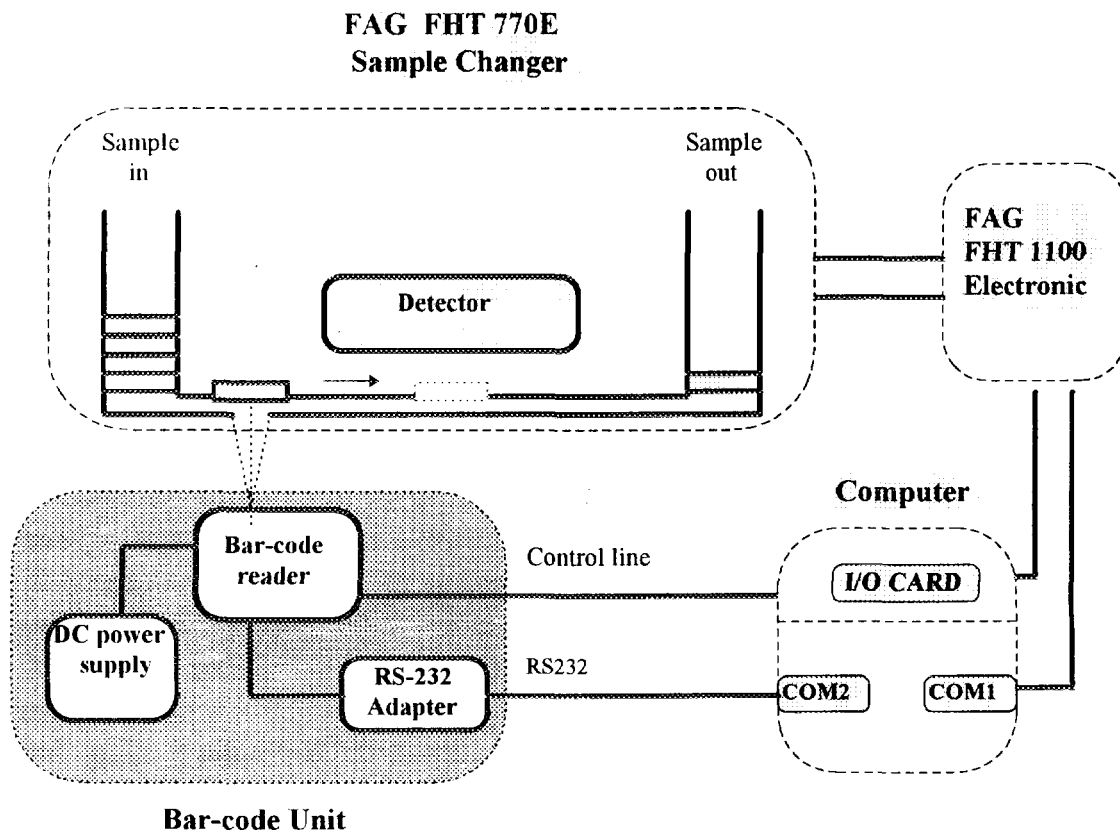 FAG FHT 770E
Sample Changer
Sample
in
Sample
out
Detector
FAG
FHT 1100
Electronic
Computer
I/O CARD
COM2
COM1
Control line
RS232
Bar-code
reader
DC power
supply
RS-232
Adapter
Bar-code Unit